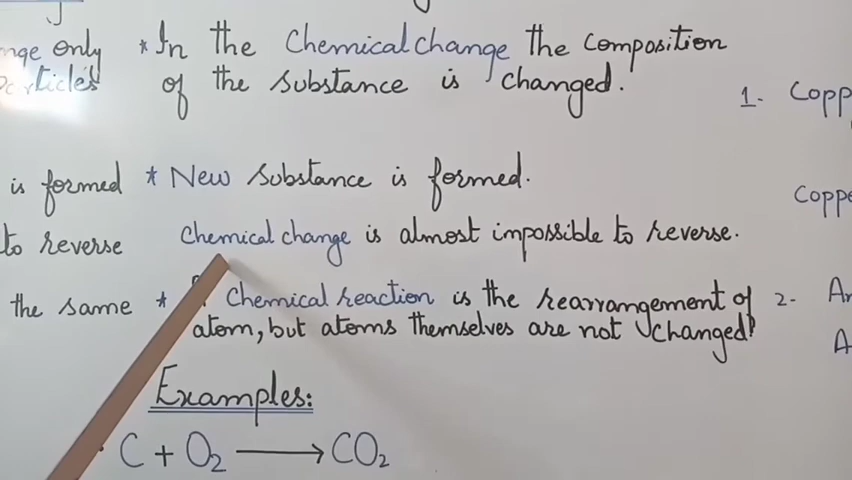 nge only * In the Chemical change the composition
of the substance is changed.
1. Copp
is formed * New substance is formed.
Coppe
to reverse Chemical change is almost impossible to reverse.
the same * Chemical reaction is the rearrangement of
2- An
atom, but atoms themselves are not changed
A
Examples:
C + O₂ ⟶ CO₂